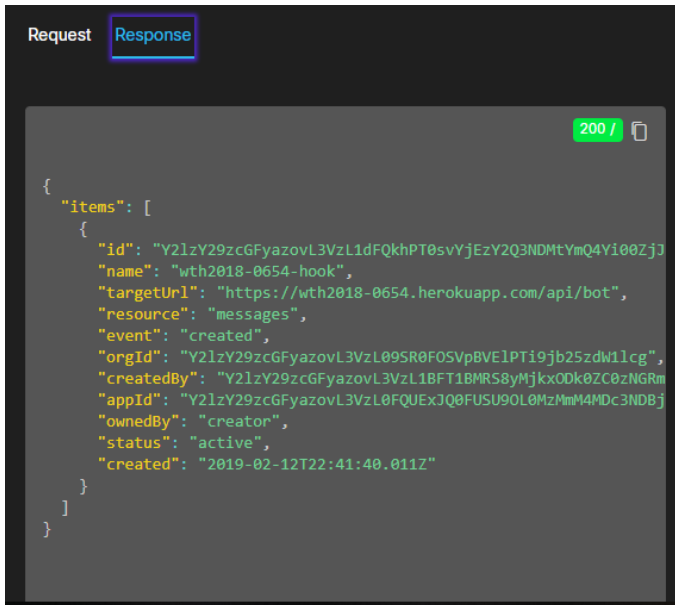 Request Response
200 /
{
"items": [
{
"id": "Y2lzY29zcGFyazovL3VzL1dFQkhPT0svYjEzY2Q3NDMtYmQ4Yi00ZjJ
"name": "wth2018-0654-hook",
"targetUrl": "https://wth2018-0654.herokuapp.com/api/bot",
"resource": "messages",
"event": "created",
"orgId": "Y2lzY29zcGFyazovL3VzL09SR0FOSVpBVElPTi9jb25zdW1lcg",
"createdBy": "Y2lzY29zcGFyazovL3VzL1BFT1BMRS8yMjkxODk0ZC0zNGRm
"appId": "Y2lzY29zcGFyazovL3VzL0FQUExJQ0FUSU9OL0MzMmM4MDc3NDBj
"ownedBy": "creator",
"status": "active",
"created": "2019-02-12T22:41:40.011Z"
}
]
}